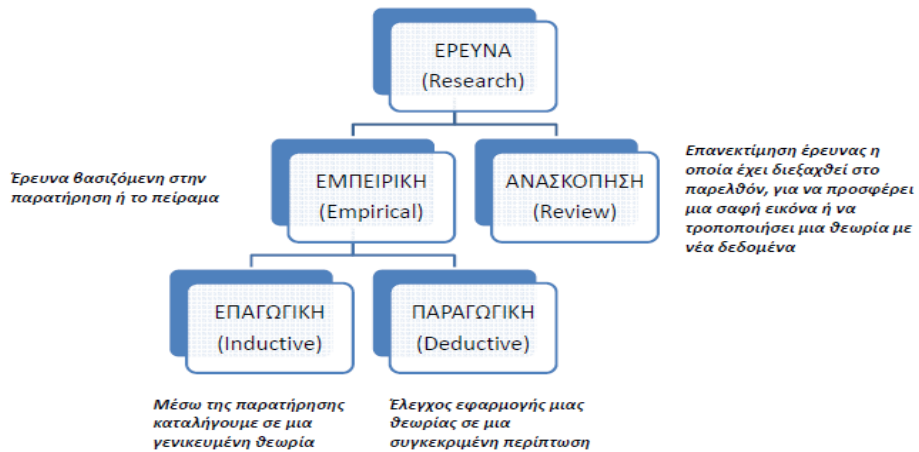 ΕΡΕΥΝΑ
(Research)
Έρευνα βασιζόμενη στην
παρατήρηση ή το πείραμα
ΕΜΠΕΙΡΙΚΗ
(Empirical)
ΑΝΑΣΚΟΠΗΣΗ
(Review)
Επανεκτίμηση έρευνας η
οποία έχει διεξαχθεί στο
παρελθόν, για να προσφέρει
μια σαφή εικόνα ή να
τροποποιήσει μια θεωρία με
νέα δεδομένα
ΕΠΑΓΩΓΙΚΗ
(Inductive)
ΠΑΡΑΓΩΓΙΚΗ
(Deductive)
Μέσω της παρατήρησης
καταλήγουμε σε μια
γενικευμένη θεωρία
Έλεγχος εφαρμογής μιας
θεωρίας σε μια
συγκεκριμένη περίπτωση